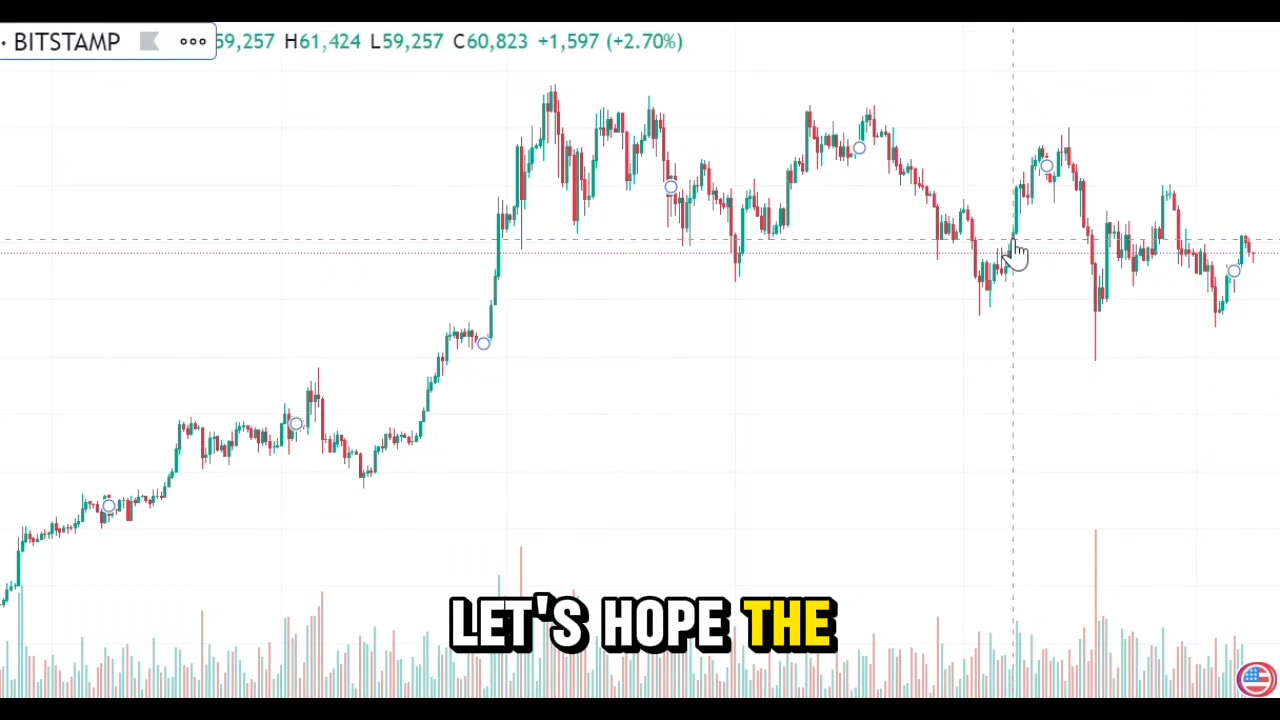 · BITSTAMP ••• 59,257 H61,424 L59,257 C60,823 +1,597 (+2.70%)
LET'S HOPE THE